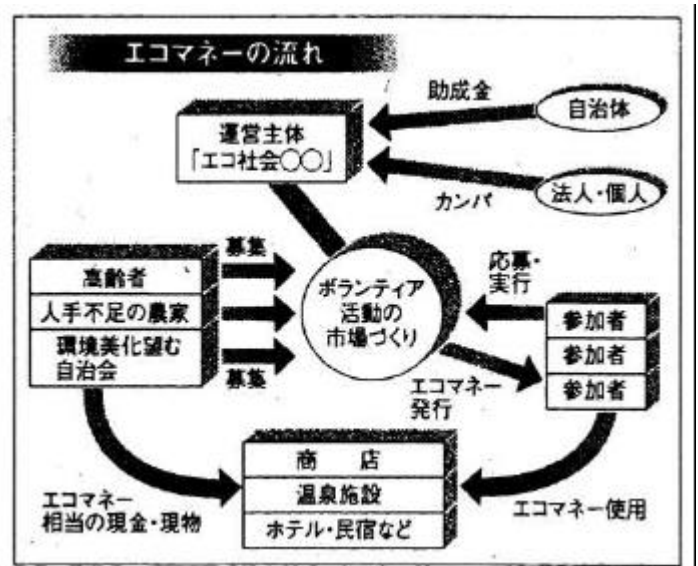 エコマネーの流れ
助成金
自治体
運営主体
「エコ社会○○」
カンパ
法人・個人
募集
高齢者
人手不足の農家
環境美化望む
自治会
募集
ボランティア
活動の
市場づくり
応募・
実行
参加者
参加者
参加者
エコマネー
発行
商店
温泉施設
ホテル・民宿など
エコマネー
相当の現金・現物
エコマネー使用